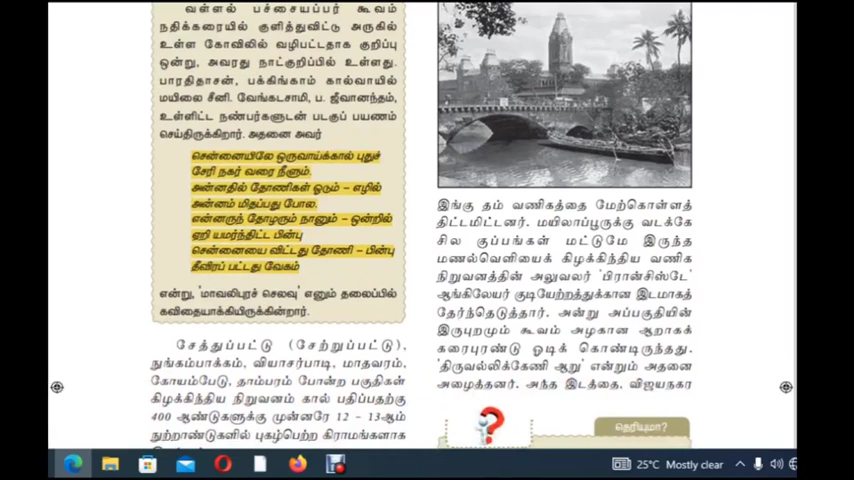 வள்ளல் பச்சையப்பர் கூவம்
நதிக்கரையில் குளித்துவிட்டு அருகில்
உள்ள கோவிலில் வழிபட்டதாக குறிப்பு
ஒன்று, அவரது நாட்குறிப்பில் உள்ளது.
பாரதிதாசன், பக்கிங்காம் கால்வாயில்
மயிலை சீனி. வேங்கடசாமி, ப. ஜீவானந்தம்,
உள்ளிட்ட நண்பர்களுடன் படகுப் பயணம்
செய்திருக்கிறார். அதனை அவர்
சென்னையிலே ஒருவாய்க்கால் புதுச்
சேரி நகர் வரை நீளும்.
அன்னதில் தோணிகள் ஓடும் – எழில்
அன்னம் மிதப்பது போல.
என்னருந் தோழரும் நானும் – ஒன்றில்
ஏறி யமர்ந்திட்ட பின்பு
சென்னையை விட்டது தோணி – பின்பு
தீவிரப் பட்டது வேகம்
என்று, 'மாவலிபுரச் செலவு' எனும் தலைப்பில்
கவிதையாக்கியிருக்கின்றார்.
சேத்துப்பட்டு (சேற்றுப்பட்டு),
நுங்கம்பாக்கம், வியாசர்பாடி, மாதவரம்,
கோயம்பேடு, தாம்பரம் போன்ற பகுதிகள்
கிழக்கிந்திய நிறுவனம் கால் பதிப்பதற்கு
400 ஆண்டுகளுக்கு முன்னரே 12 – 13ஆம்
நூற்றாண்டுகளில் புகழ்பெற்ற கிராமங்களாக
இங்கு தம் வணிகத்தை மேற்கொள்ளத்
திட்டமிட்டனர். மயிலாப்பூருக்கு வடக்கே
சில குப்பங்கள் மட்டுமே இருந்த
மணல்வெளியைக் கிழக்கிந்திய வணிக
நிறுவனத்தின் அலுவலர் 'பிரான்சிஸ்டே'
ஆங்கிலேயர் குடியேற்றத்துக்கான இடமாகத்
தேர்ந்தெடுத்தார். அன்று அப்பகுதியின்
இருபுறமும் கூவம் அழகான ஆறாகக்
கரைபுரண்டு ஓடிக் கொண்டிருந்தது.
'திருவல்லிக்கேணி ஆறு' என்றும் அதனை
அழைத்தனர். அந்த இடத்தை, விஜயநகர
தெரியுமா?
25°C Mostly clear